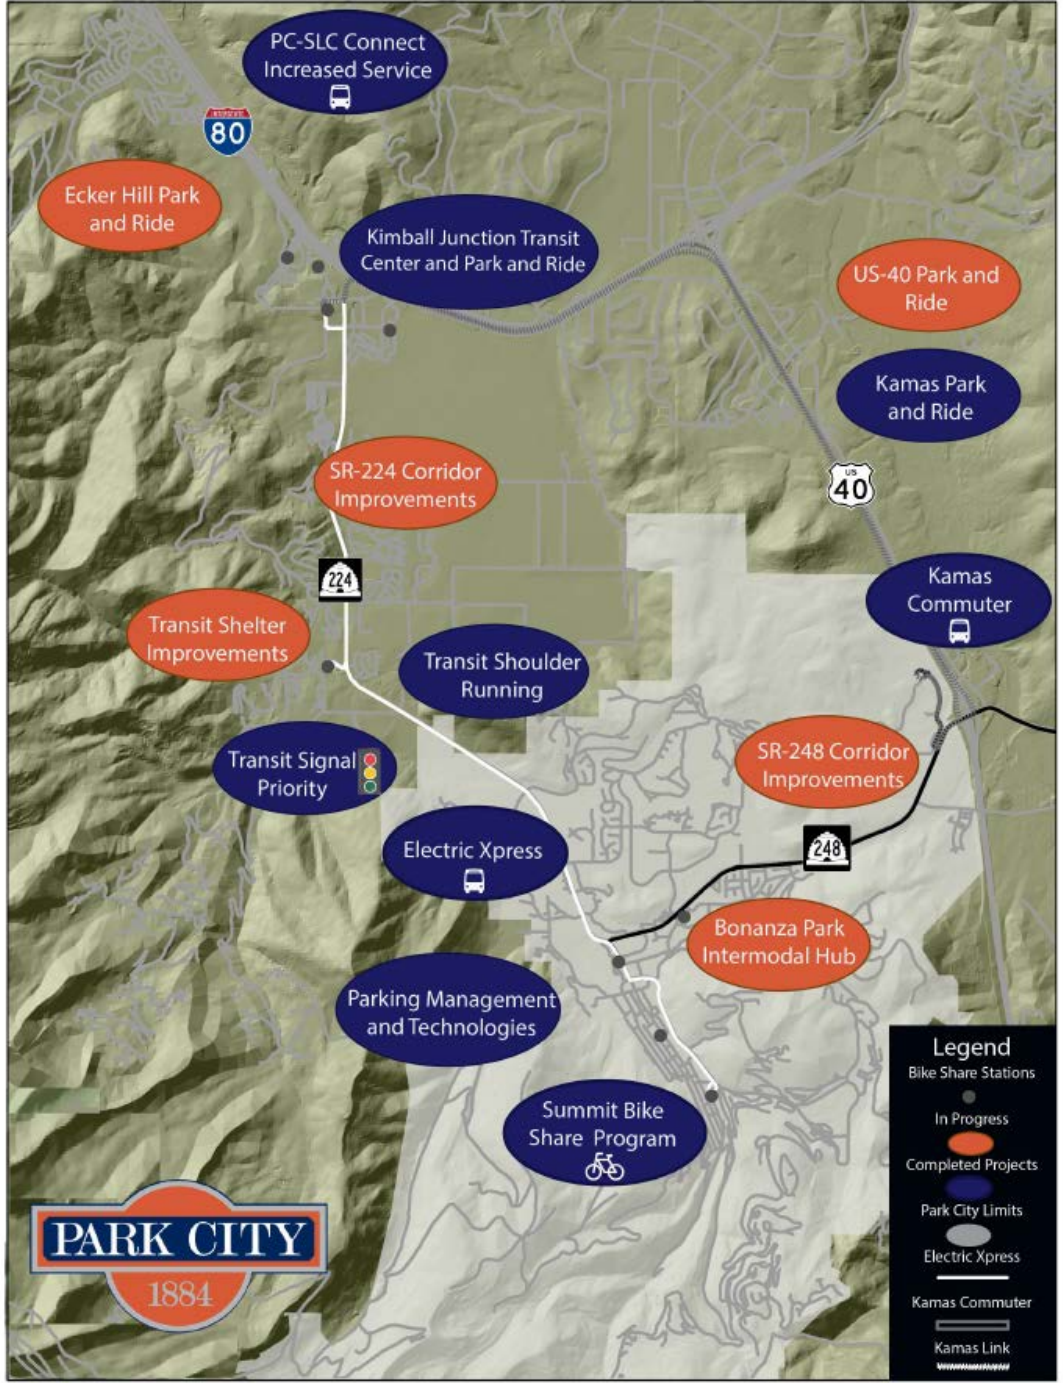 PC-SLC Connect
Increased Service
INTERSTATE
80
Ecker Hill Park
and Ride
Kimball Junction Transit
Center and Park and Ride
US-40 Park and
Ride
Kamas Park
and Ride
SR-224 Corridor
Improvements
US
40
224
Kamas
Commuter
Transit Shelter
Improvements
Transit Shoulder
Running
Transit Signal
Priority
SR-248 Corridor
Improvements
Electric Xpress
248
Bonanza Park
Intermodal Hub
Parking Management
and Technologies
Summit Bike
Share Program
Legend
Bike Share Stations
In Progress
Completed Projects
Park City Limits
Electric Xpress
Kamas Commuter
Kamas Link
PARK CITY
1884